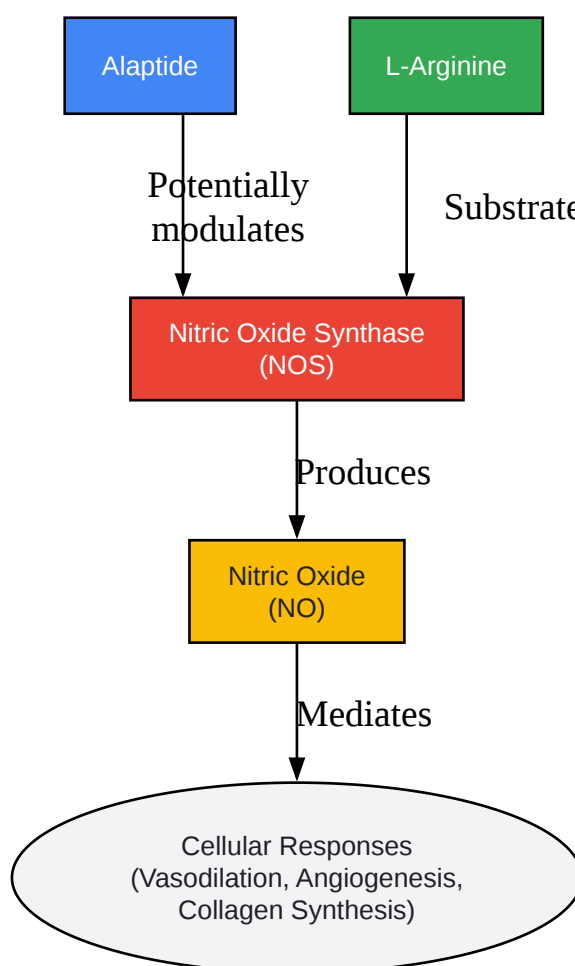 Alaptide
L-Arginine
Potentially
modulates
Substrate
Nitric Oxide Synthase
(NOS)
Produces
Nitric Oxide
(NO)
Mediates
Cellular Responses
(Vasodilation, Angiogenesis,
Collagen Synthesis)